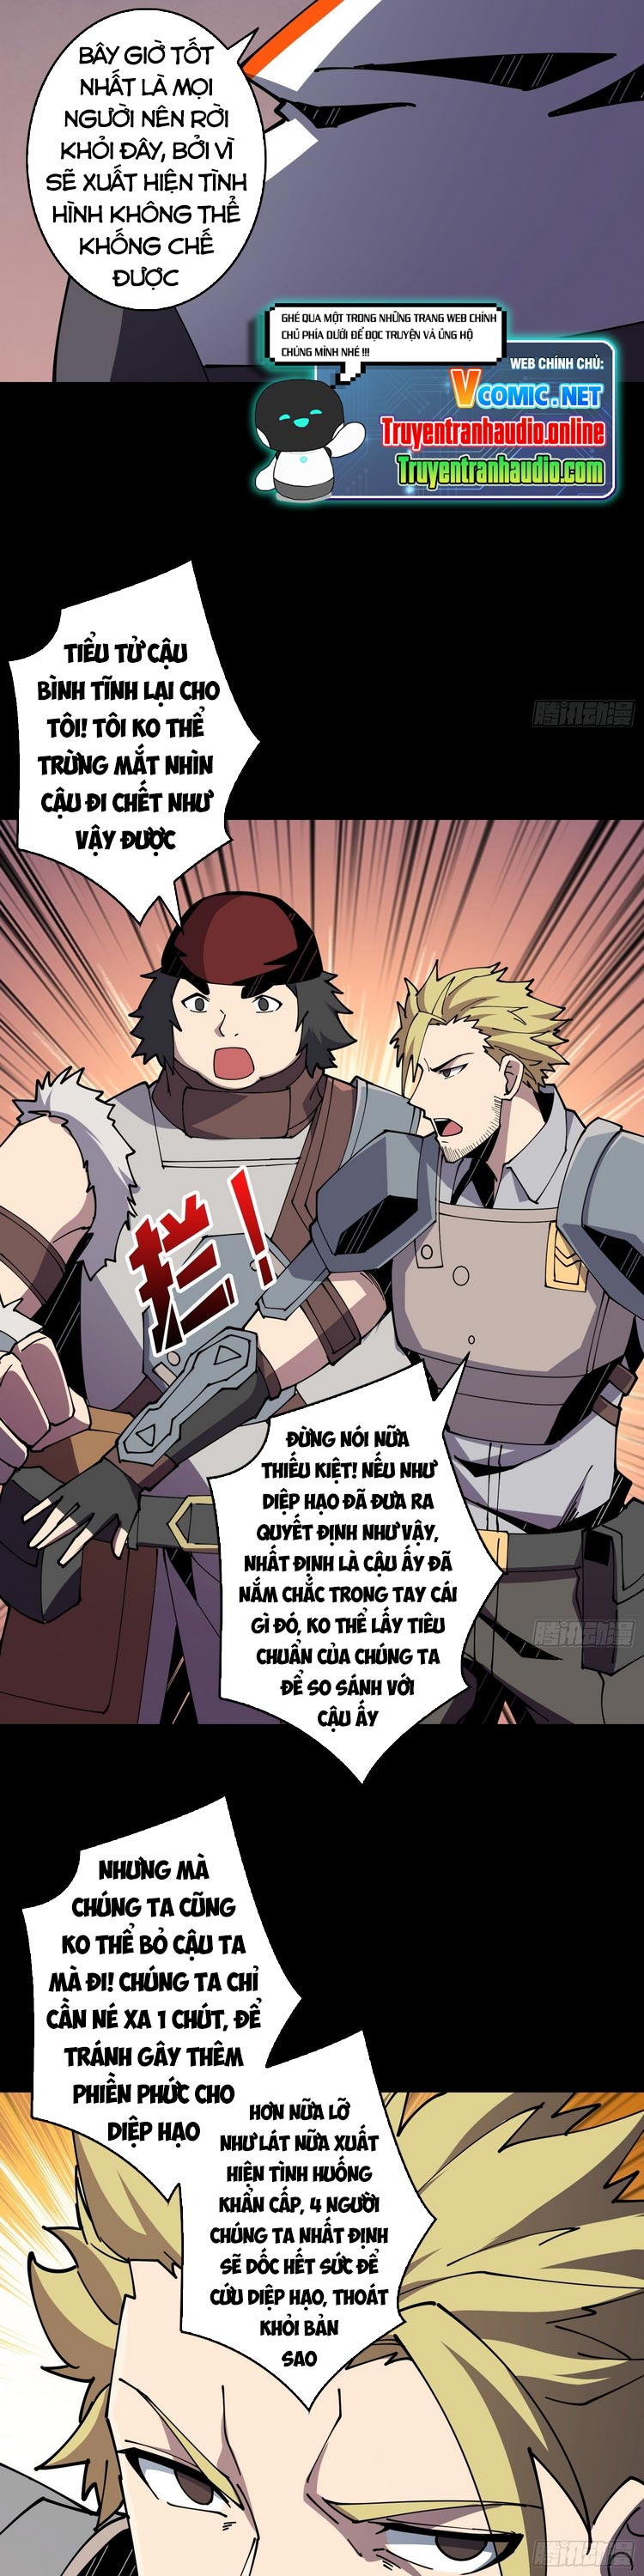 BÂY GIỜ TỐT
NHẤT LÀ MỌI
NGƯỜI NÊN RỜI
KHỎI ĐÂY, BỞI VÌ
SẼ XUẤT HIỆN TÌNH
HÌNH KHÔNG THỂ
KHỐNG CHẾ
ĐƯỢC
GHÉ QUA MỘT TRONG NHỮNG TRANG WEB CHÍNH
CHỦ PHÍA DƯỚI ĐỂ ĐỌC TRUYỆN VÀ ỦNG HỘ
CHÚNG MÌNH NHÉ !!!
WEB CHÍNH CHỦ:
VCOMIC.NET
Truyentranhaudio.online
Truyentranhaudio.com
TIỂU TỬ CẬU
BÌNH TĨNH LẠI CHO
TÔI! TÔI KO THỂ
TRỪNG MẮT NHÌN
CẬU ĐI CHẾT NHƯ
VẬY ĐƯỢC
腾讯动漫
拦!
ĐỪNG NÓI NỮA
THIẾU KIỆT! NẾU NHƯ
DIỆP HẠO ĐÃ ĐƯA RA
QUYẾT ĐỊNH NHƯ VẬY,
NHẤT ĐỊNH LÀ CẬU ẤY ĐÃ
NẮM CHẮC TRONG TAY CÁI
GÌ ĐÓ, KO THỂ LẤY TIÊU
CHUẨN CỦA CHÚNG TA
ĐỂ SO SÁNH VỚI
CẬU ẤY
腾讯动漫
NHƯNG MÀ
CHÚNG TA CŨNG
KO THỂ BỎ CẬU TA
MÀ ĐI! CHÚNG TA CHỈ
CẦN NÉ XA 1 CHÚT, ĐỂ
TRÁNH GÂY THÊM
PHIỀN PHỨC CHO
DIỆP HẠO
HƠN NỮA LỠ
NHƯ LÁT NỮA XUẤT
HIỆN TÌNH HUỐNG
KHẨN CẤP, 4 NGƯỜI
CHÚNG TA NHẤT ĐỊNH
SẼ DỐC HẾT SỨC ĐỂ
CỨU DIỆP HẠO, THOÁT
KHỎI BẢN
SAO
腾讯动漫